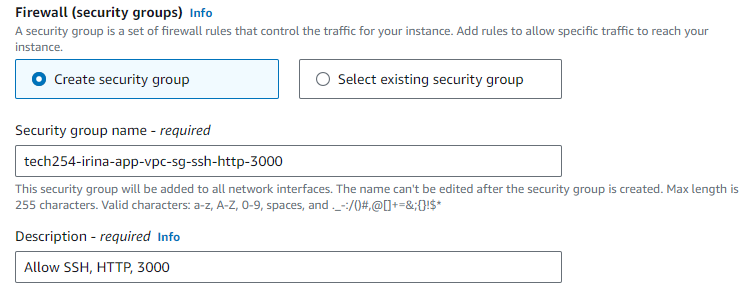 Firewall (security groups) Info
A security group is a set of firewall rules that control the traffic for your instance. Add rules to allow specific traffic to reach your
instance.
Create security group
Select existing security group
Security group name - required
tech254-irina-app-vpc-sg-ssh-http-3000
This security group will be added to all network interfaces. The name can't be edited after the security group is created. Max length is
255 characters. Valid characters: a-z, A-Z, 0-9, spaces, and ._-:/()#,@[]+=&;{}!$*
Description - required Info
Allow SSH, HTTP, 3000